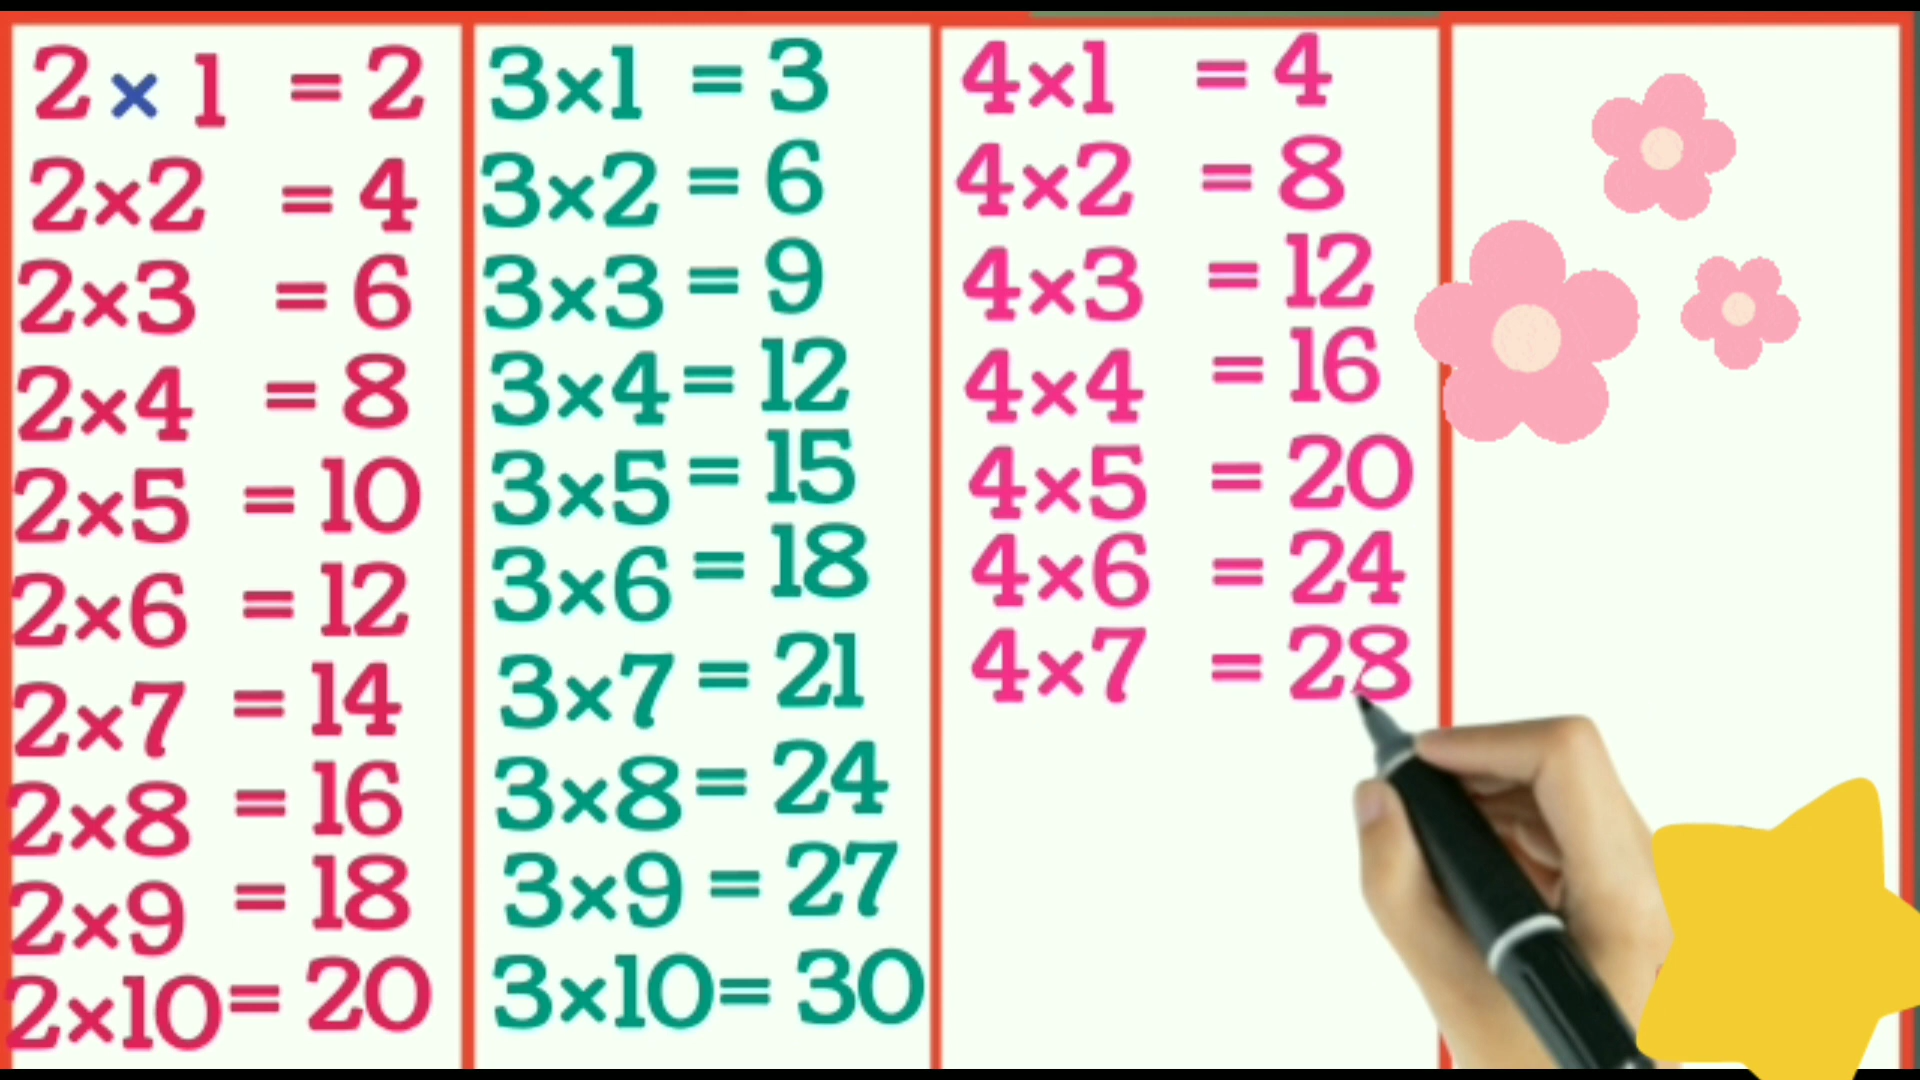 2 × 1 = 2
2×2 = 4
2×3 = 6
2×4 = 8
2×5 = 10
2×6 = 12
2×7 = 14
2×8 = 16
2×9 = 18
2×10= 20
3×1 = 3
3×2 = 6
3×3 = 9
3×4 = 12
3×5 = 15
3×6 = 18
3×7 = 21
3×8 = 24
3×9 = 27
3×10= 30
4×1 = 4
4×2 = 8
4×3 = 12
4×4 = 16
4×5 = 20
4×6 = 24
4×7 = 28